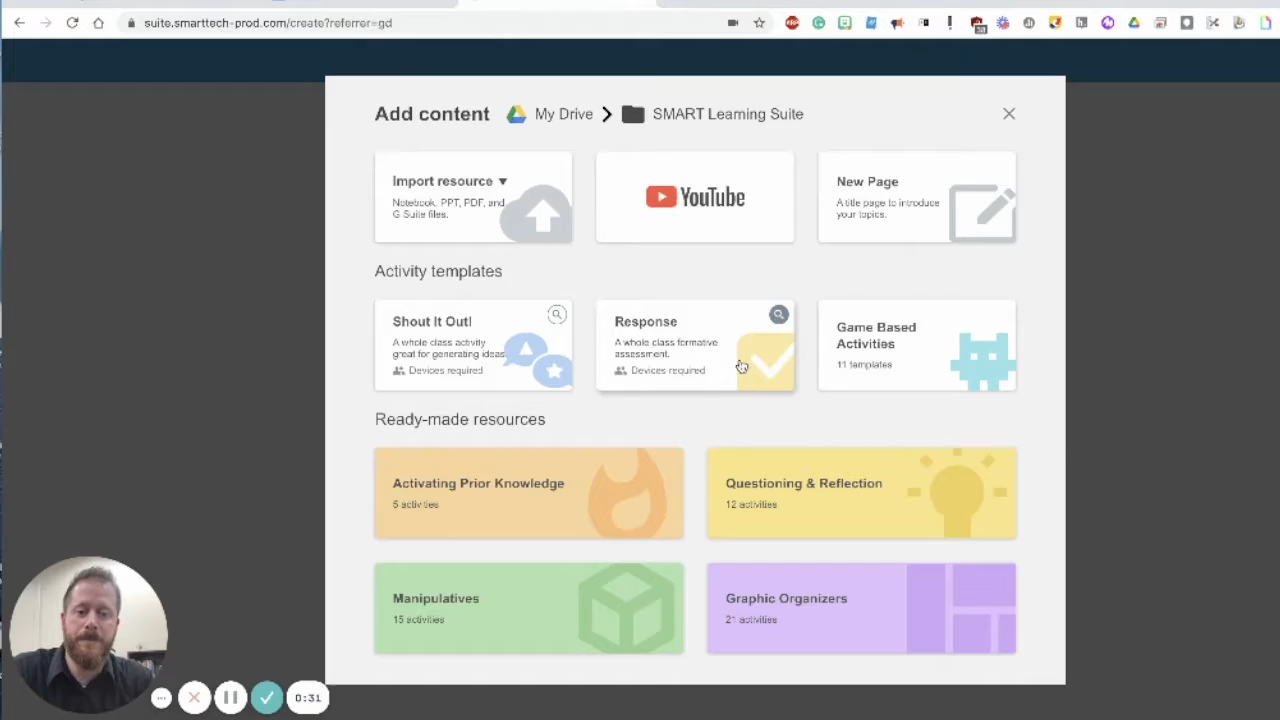 suite.smarttech-prod.com/create?referrer=gd
Add content My Drive SMART Learning Suite
Import resource
Notebook, PPT, PDF, and
G Suite files.
YouTube
New Page
A title page to introduce
your topics.
Activity templates
Shout It Out!
A whole class activity
great for generating ideas
Devices required
Response
A whole class formative
assessment.
Devices required
Game Based
Activities
11 templates
Ready-made resources
Activating Prior Knowledge
5 activities
Questioning & Reflection
12 activities
Manipulatives
15 activities
Graphic Organizers
21 activities
0:31